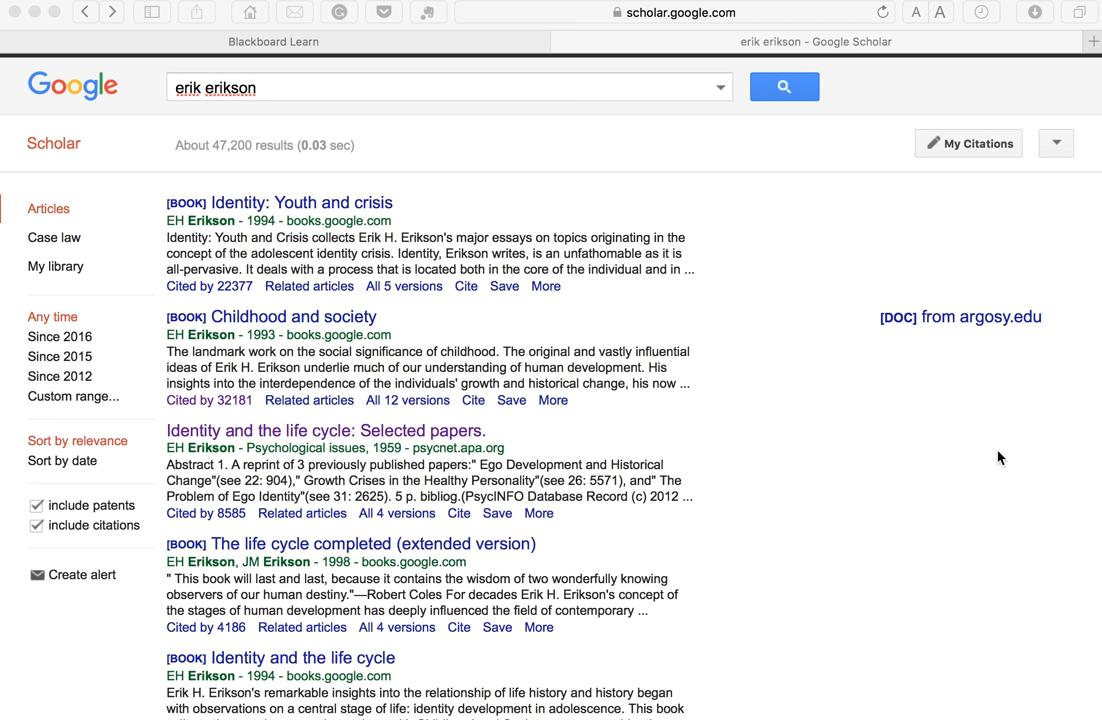 scholar.google.com
A A
Blackboard Learn
erik erikson - Google Scholar
Google
erik erikson
Scholar
About 47,200 results (0.03 sec)
My Citations
Articles
Case law
My library
Any time
Since 2016
Since 2015
Since 2012
Custom range...
Sort by relevance
Sort by date
include patents
include citations
Create alert
[BOOK] Identity: Youth and crisis
EH Erikson - 1994 - books.google.com
Identity: Youth and Crisis collects Erik H. Erikson's major essays on topics originating in the
concept of the adolescent identity crisis. Identity, Erikson writes, is an unfathomable as it is
all-pervasive. It deals with a process that is located both in the core of the individual and in ...
Cited by 22377 Related articles All 5 versions Cite Save More
[BOOK] Childhood and society
EH Erikson - 1993 - books.google.com
The landmark work on the social significance of childhood. The original and vastly influential
ideas of Erik H. Erikson underlie much of our understanding of human development. His
insights into the interdependence of the individuals' growth and historical change, his now ...
Cited by 32181 Related articles All 12 versions Cite Save More
[DOC] from argosy.edu
Identity and the life cycle: Selected papers.
EH Erikson - Psychological issues, 1959 - psycnet.apa.org
Abstract 1. A reprint of 3 previously published papers:" Ego Development and Historical
Change"(see 22: 904)," Growth Crises in the Healthy Personality"(see 26: 5571), and" The
Problem of Ego Identity"(see 31: 2625). 5 p. bibliog.(PsycINFO Database Record (c) 2012 ...
Cited by 8585 Related articles All 4 versions Cite Save More
[BOOK] The life cycle completed (extended version)
EH Erikson, JM Erikson - 1998 - books.google.com
" This book will last and last, because it contains the wisdom of two wonderfully knowing
observers of our human destiny."—Robert Coles For decades Erik H. Erikson's concept of
the stages of human development has deeply influenced the field of contemporary ...
Cited by 4186 Related articles All 4 versions Cite Save More
[BOOK] Identity and the life cycle
EH Erikson - 1994 - books.google.com
Erik H. Erikson's remarkable insights into the relationship of life history and history began
with observations on a central stage of life: identity development in adolescence. This book